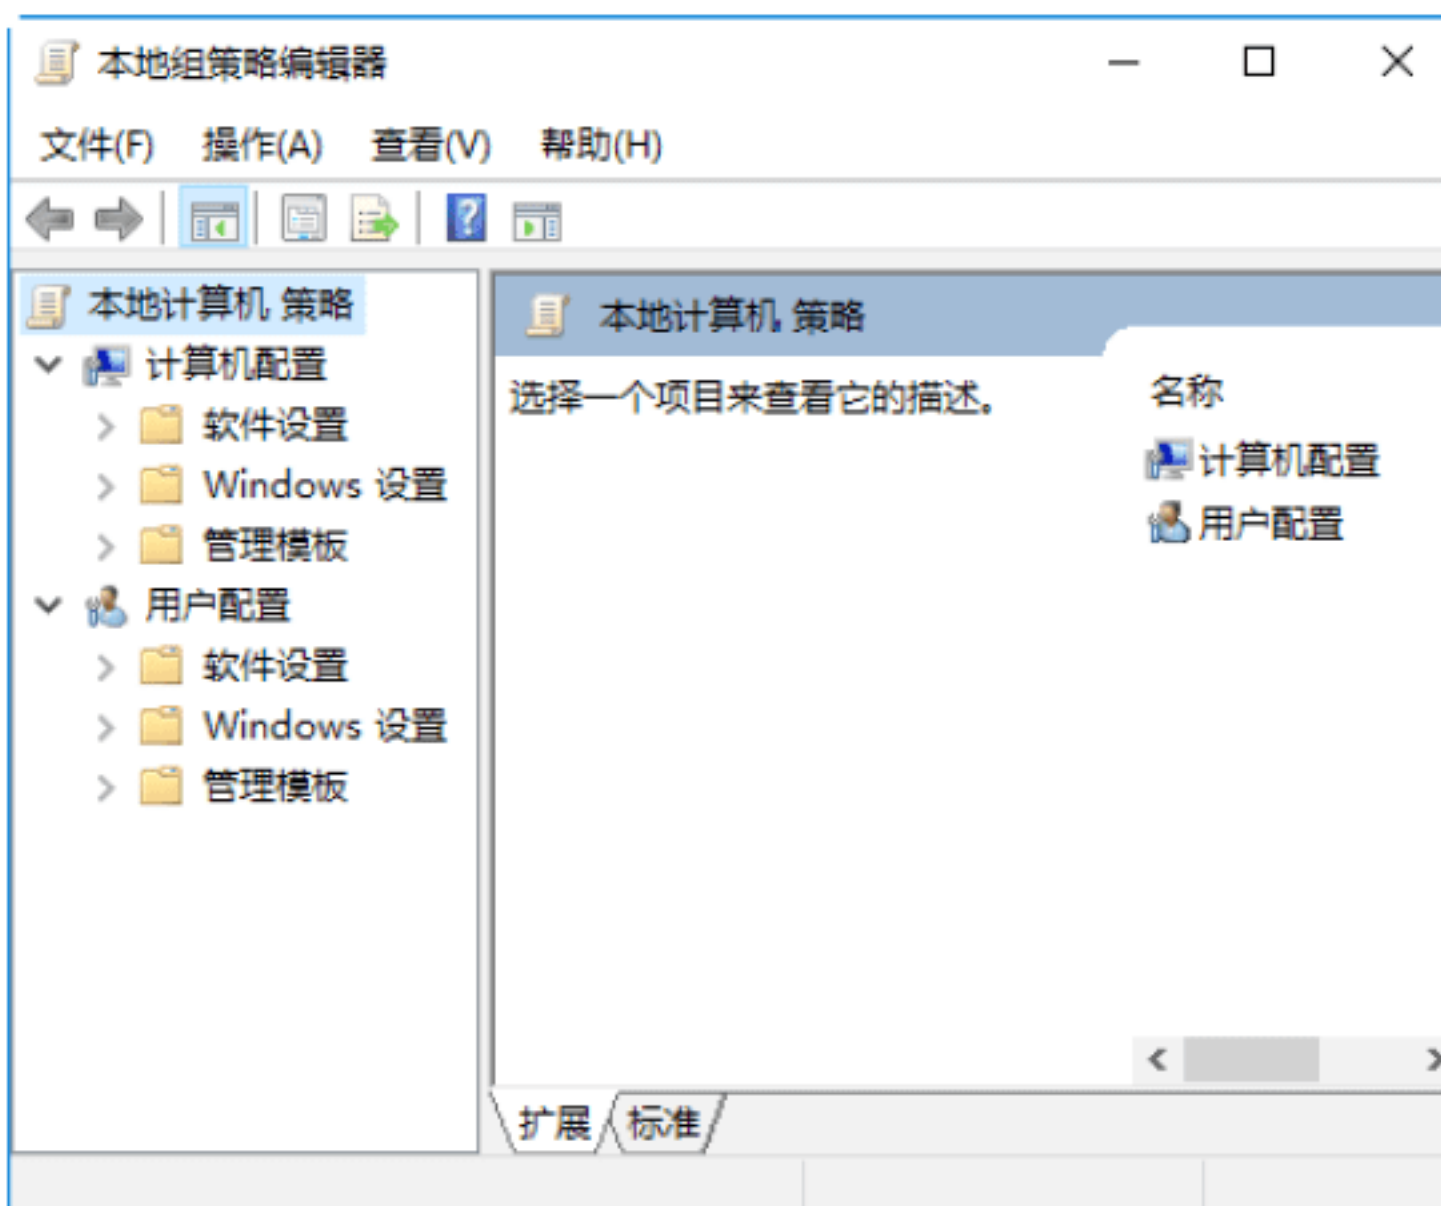 本地组策略编辑器
文件(F) 操作(A) 查看(V) 帮助(H)
本地计算机 策略
计算机配置
软件设置
Windows 设置
管理模板
用户配置
软件设置
Windows 设置
管理模板
本地计算机 策略
选择一个项目来查看它的描述。
名称
计算机配置
用户配置
扩展 标准